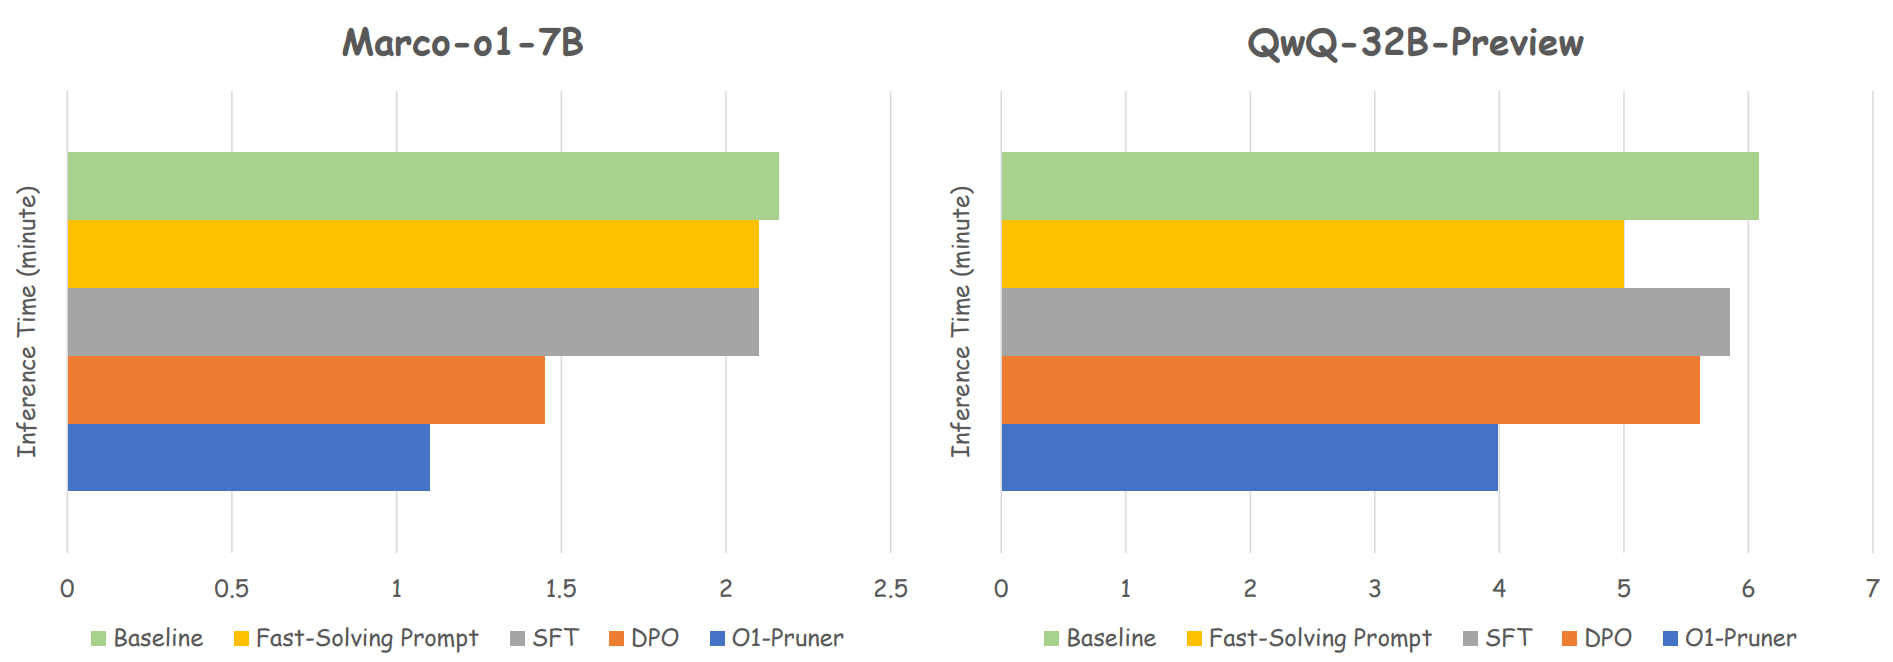 Marco-o1-7B
Inference Time (minute)
0 0.5 1 1.5 2 2.5
Baseline Fast-Solving Prompt SFT DPO O1-Pruner
QwQ-32B-Preview
Inference Time (minute)
0 1 2 3 4 5 6 7
Baseline Fast-Solving Prompt SFT DPO O1-Pruner